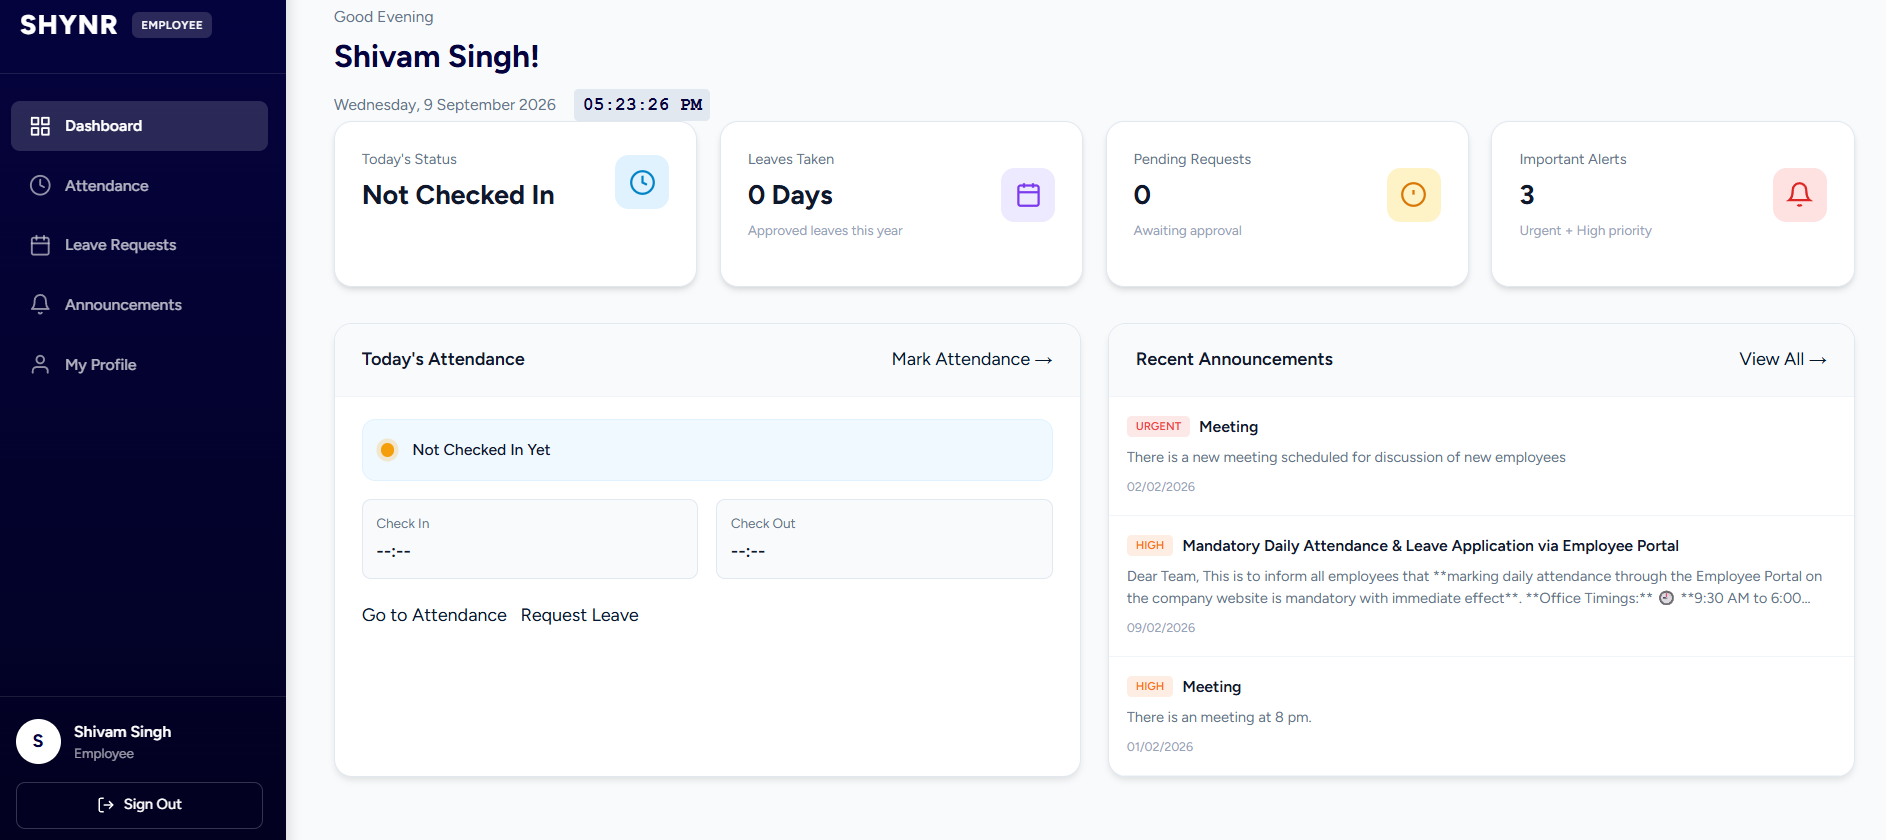 SHYNR EMPLOYEE
Dashboard
Attendance
Leave Requests
Announcements
My Profile
Shivam Singh
S
Employee
Sign Out
Good Evening
Shivam Singh!
Wednesday, 9 September 2026 05:23:26 PM
Today's Status
Not Checked In
Leaves Taken
0 Days
Approved leaves this year
Pending Requests
0
Awaiting approval
Important Alerts
3
Urgent + High priority
Today's Attendance Mark Attendance →
Not Checked In Yet
Check In
--:--
Check Out
--:--
Go to Attendance Request Leave
Recent Announcements View All →
URGENT Meeting
There is a new meeting scheduled for discussion of new employees
02/02/2026
HIGH Mandatory Daily Attendance & Leave Application via Employee Portal
Dear Team, This is to inform all employees that **marking daily attendance through the Employee Portal on
the company website is mandatory with immediate effect**. **Office Timings:** 🕘 **9:30 AM to 6:00...
09/02/2026
HIGH Meeting
There is an meeting at 8 pm.
01/02/2026